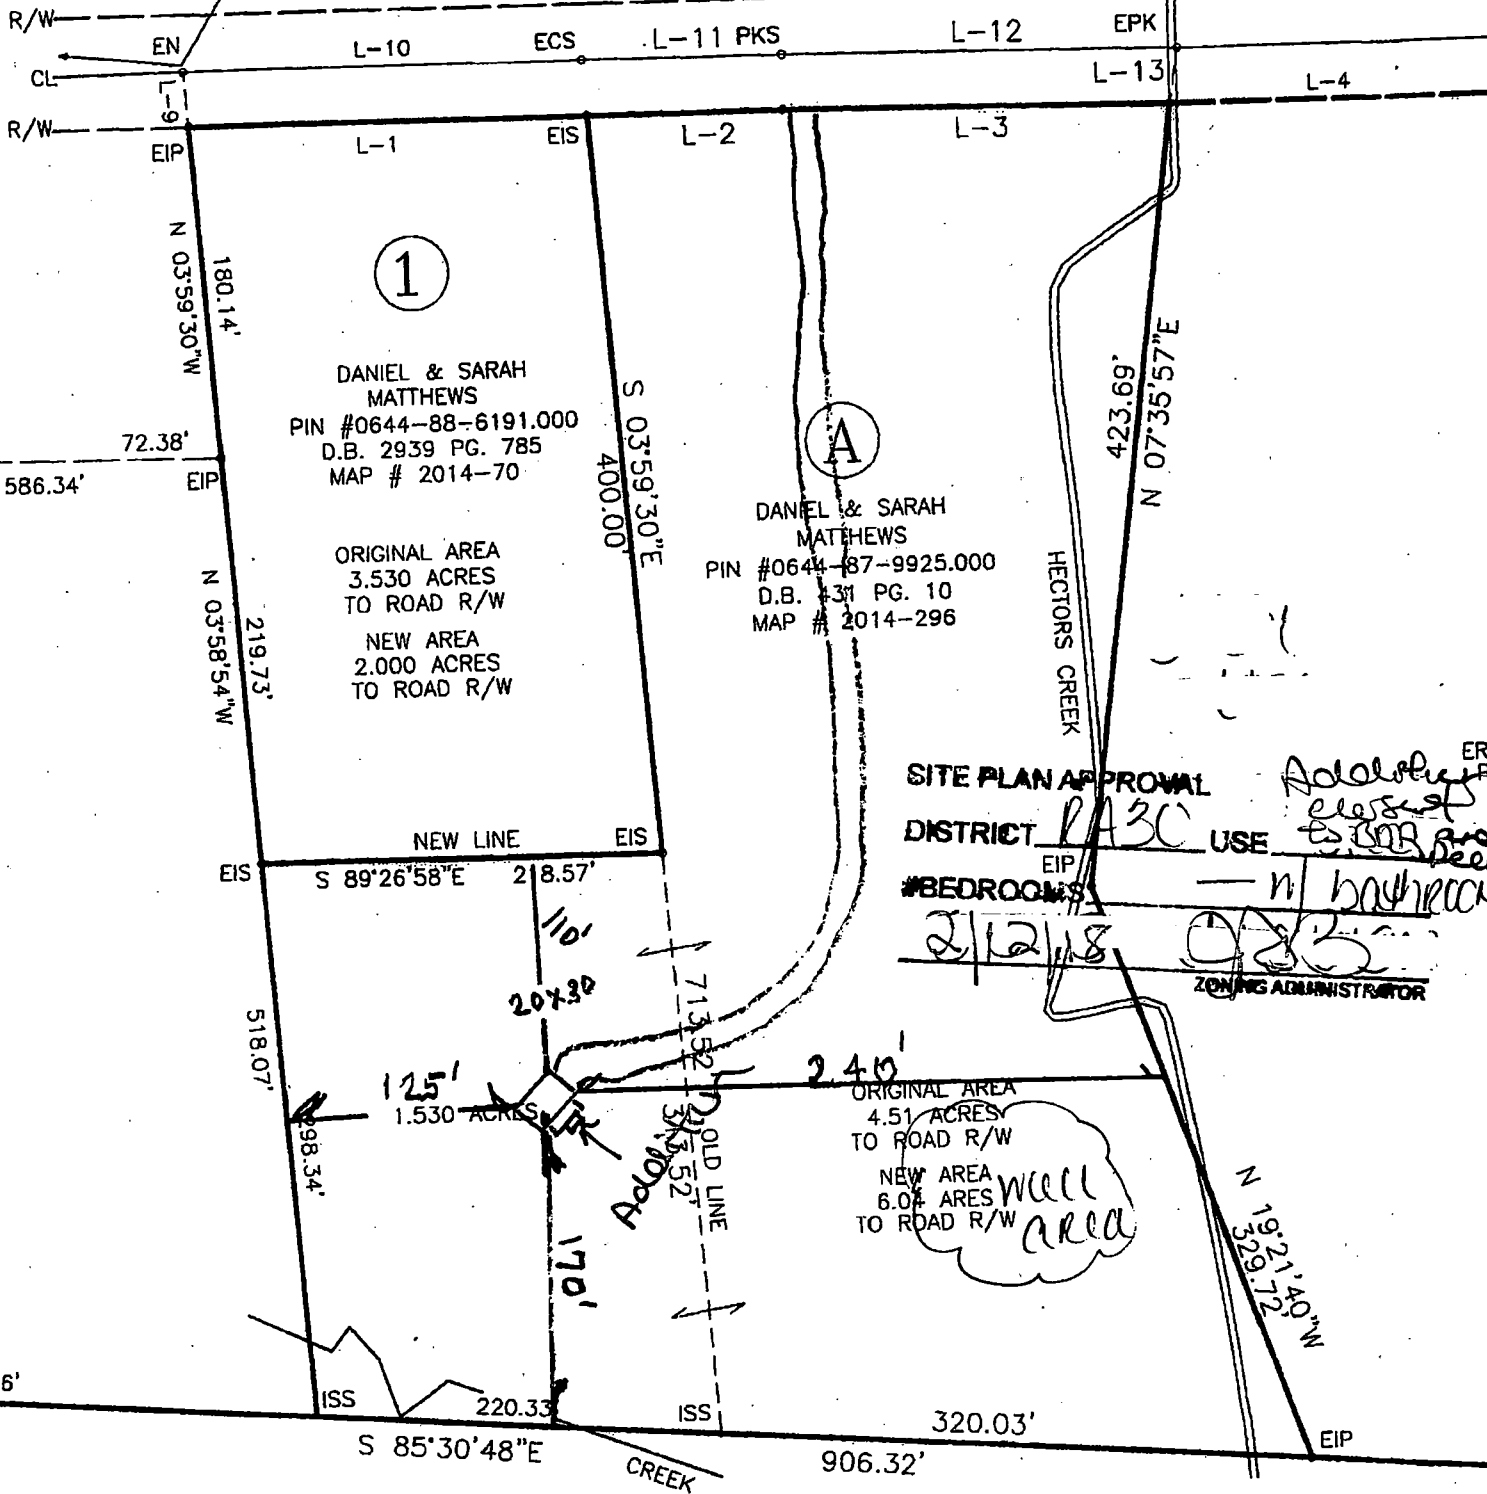 R/W
EN
L-10
ECS
L-11 PKS
L-12
EPK
CL
L-9
L-13
L-4
R/W
EIP
L-1
EIS
L-2
L-3
N 03°59'30"W
180.14'
1
DANIEL & SARAH
MATTHEWS
PIN #0644-88-6191.000
D.B. 2939 PG. 785
MAP # 2014-70
ORIGINAL AREA
3.530 ACRES
TO ROAD R/W
NEW AREA
2.000 ACRES
TO ROAD R/W
S 03°59'30"E
400.00'
72.38'
586.34'
EIP
N 03°58'54"W
219.73'
A
DANIEL & SARAH
MATTHEWS
PIN #0644-87-9925.000
D.B. PG. 10
MAP # 2014-296
HECTORS CREEK
423.69'
N 07°35'57"E
SITE PLAN APPROVAL
DISTRICT RA30 USE
EIP
#BEDROOMS
2/12/18
ZONING ADMINISTRATOR
NEW LINE
EIS
EIS
S 89°26'58"E 218.57'
110'
20x30
518.07'
298.34'
125'
1.530 ACRES
Addi
170'
713.52'
OLD LINE
240'
ORIGINAL AREA
4.51 ACRES
TO ROAD R/W
NEW AREA
6.04 ARES
TO ROAD R/W
well
area
N 19°21'40"W
329.72'
6'
ISS
220.33
ISS
320.03'
EIP
S 85°30'48"E
CREEK
906.32'